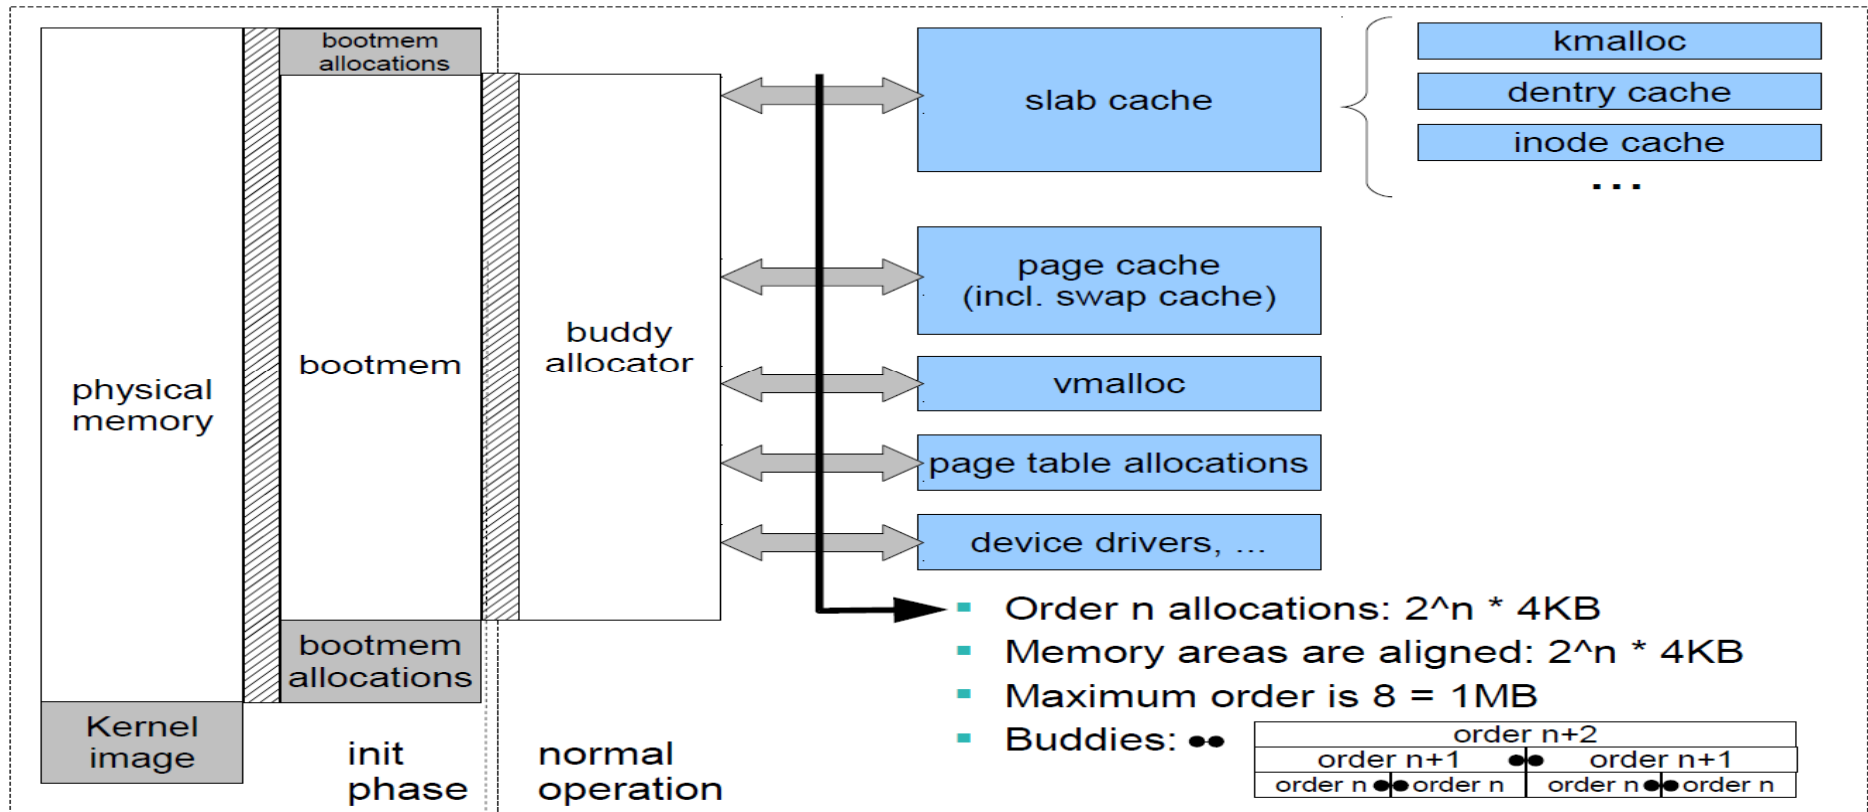 bootmem
allocations
physical
memory
Kernel
image
bootmem
bootmem
allocations
init
phase
buddy
allocator
normal
operation
slab cache
kmalloc
dentry cache
inode cache
...
page cache
(incl. swap cache)
vmalloc
page table allocations
device drivers, ...
Order n allocations: 2^n * 4KB
Memory areas are aligned: 2^n * 4KB
Maximum order is 8 = 1MB
Buddies:
order n+2
order n+1 order n+1
order n order n order n order n